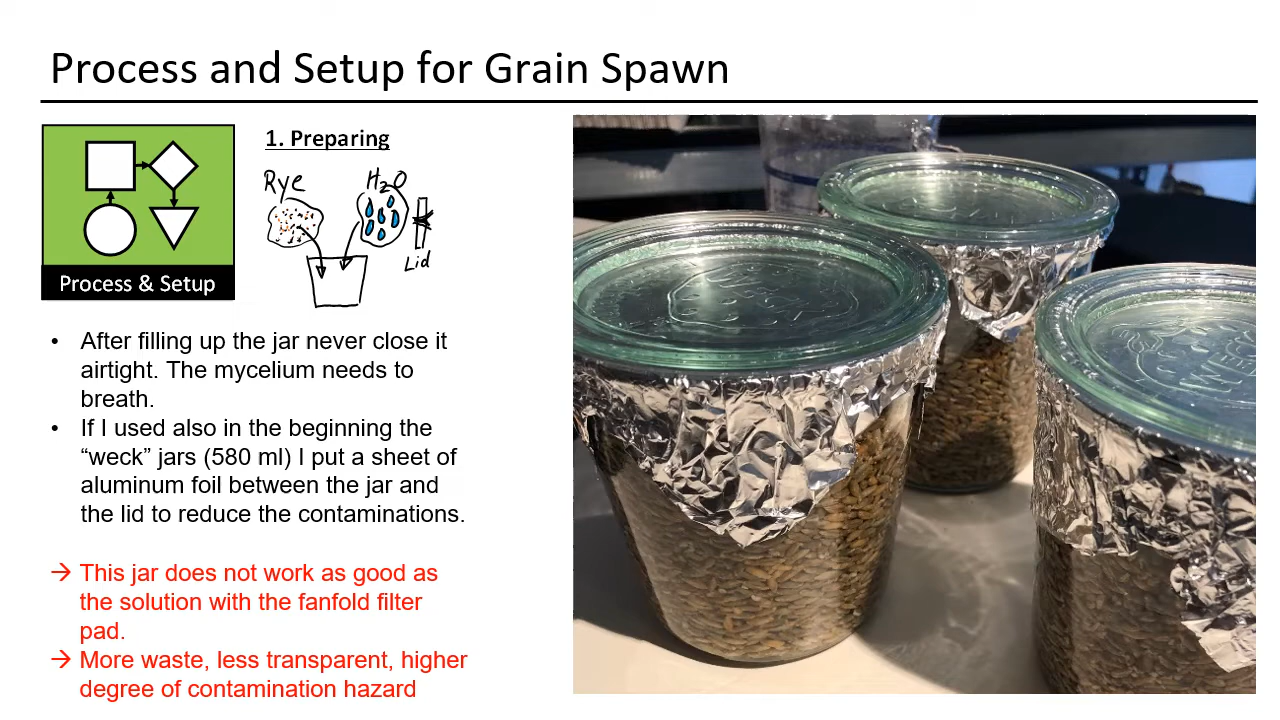 Process and Setup for Grain Spawn
1. Preparing
Rye
H2O
Lid
Process & Setup
• After filling up the jar never close it
airtight. The mycelium needs to
breath.
• If I used also in the beginning the
“weck” jars (580 ml) I put a sheet of
aluminum foil between the jar and
the lid to reduce the contaminations.
→ This jar does not work as good as
the solution with the fanfold filter
pad.
→ More waste, less transparent, higher
degree of contamination hazard